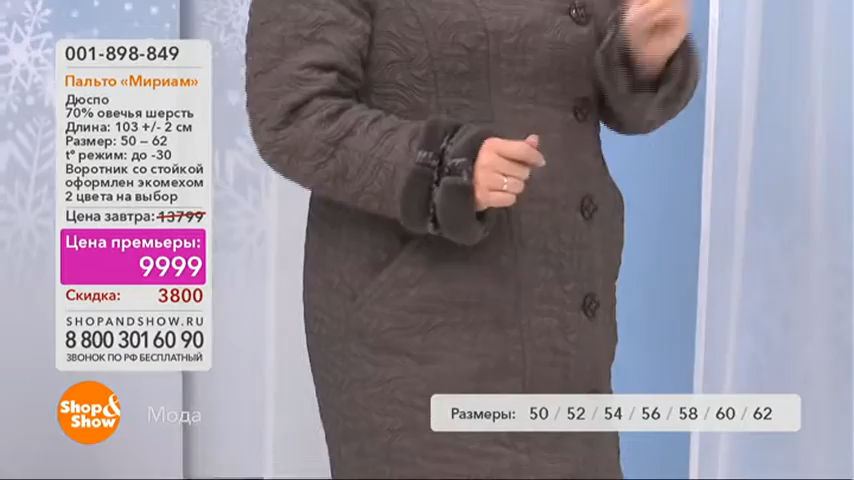 001-898-849
Пальто «Мириам»
Дюспо
70% овечья шерсть
Длина: 103 +/- 2 см
Размер: 50 – 62
t° режим: до -30
Воротник со стойкой
оформлен экомехом
2 цвета на выбор
Цена завтра: 13799
Цена премьеры:
9999
Скидка: 3800
SHOPANDSHOW.RU
8 800 301 60 90
ЗВОНОК ПО РФ БЕСПЛАТНЫЙ
Shop&
Show
Мода
Размеры: 50 / 52 / 54 / 56 / 58 / 60 / 62